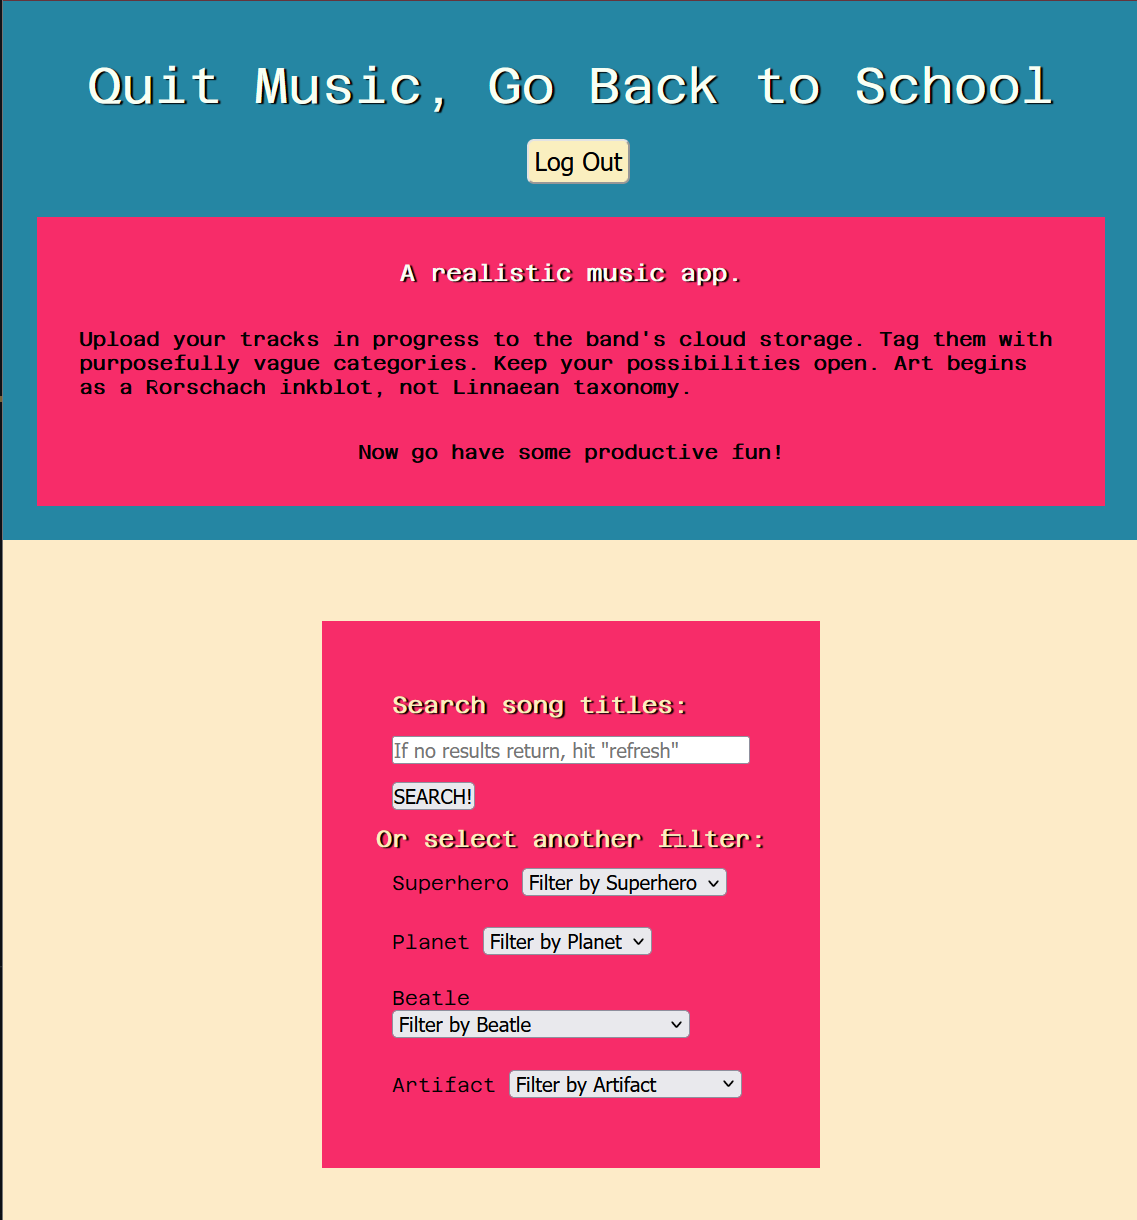 Quit Music, Go Back to School
Log Out
A realistic music app.
Upload your tracks in progress to the band's cloud storage. Tag them with
purposefully vague categories. Keep your possibilities open. Art begins
as a Rorschach inkblot, not Linnaean taxonomy.
Now go have some productive fun!
Search song titles:
If no results return, hit "refresh"
SEARCH!
Or select another filter:
Superhero Filter by Superhero
Planet Filter by Planet
Beatle
Filter by Beatle
Artifact Filter by Artifact